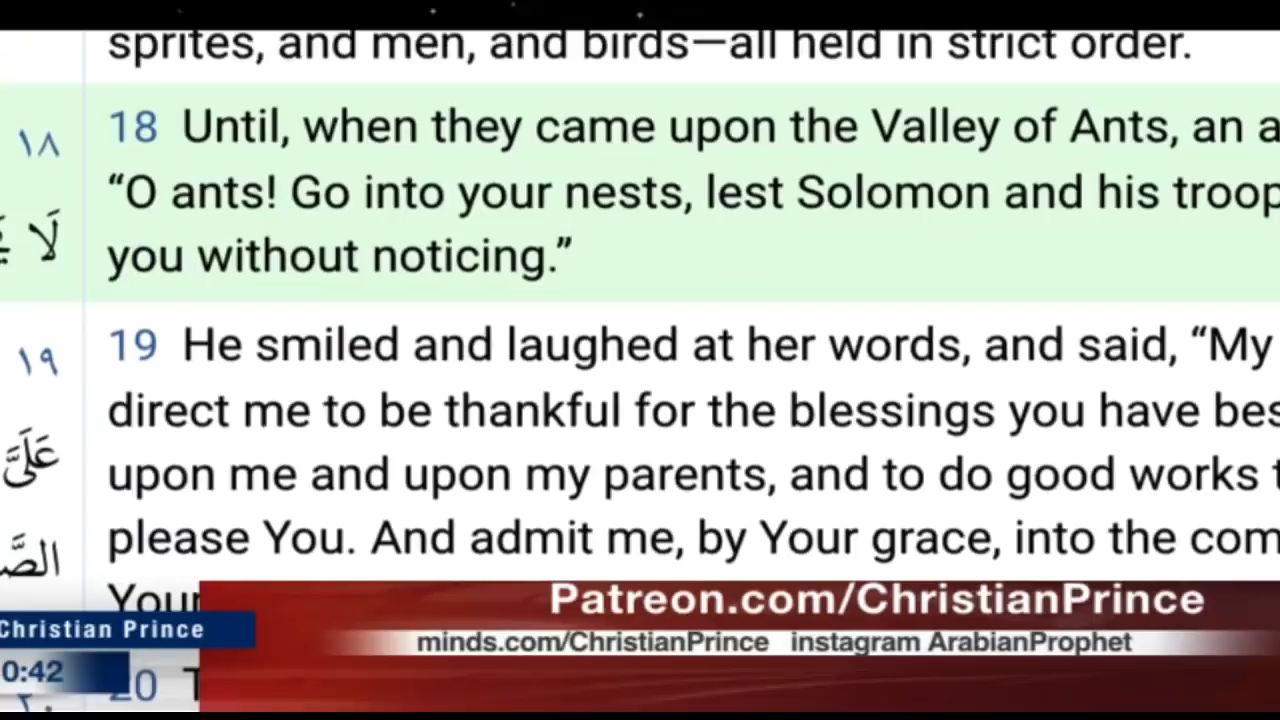 sprites, and men, and birds—all held in strict order.
١٨
18 Until, when they came upon the Valley of Ants, an a
“O ants! Go into your nests, lest Solomon and his troop
لَا
you without noticing.”
١٩
19 He smiled and laughed at her words, and said, “My
direct me to be thankful for the blessings you have bes
عَلَىَّ
upon me and upon my parents, and to do good works t
please You. And admit me, by Your grace, into the com
Your
Patreon.com/ChristianPrince
Christian Prince
minds.com/ChristianPrince instagram ArabianProphet
0:42
20 T
٢٠